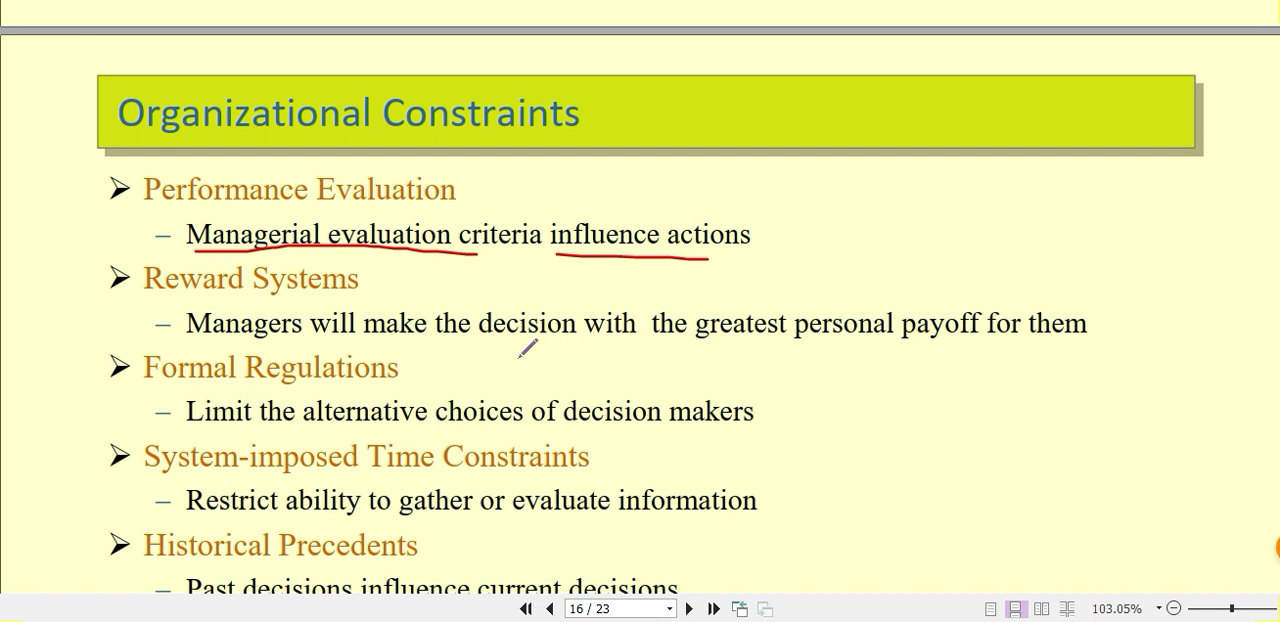 Organizational Constraints
Performance Evaluation
– Managerial evaluation criteria influence actions
Reward Systems
– Managers will make the decision with the greatest personal payoff for them
Formal Regulations
– Limit the alternative choices of decision makers
System-imposed Time Constraints
– Restrict ability to gather or evaluate information
Historical Precedents
– Past decisions influence current decisions
16 / 23
103.05%